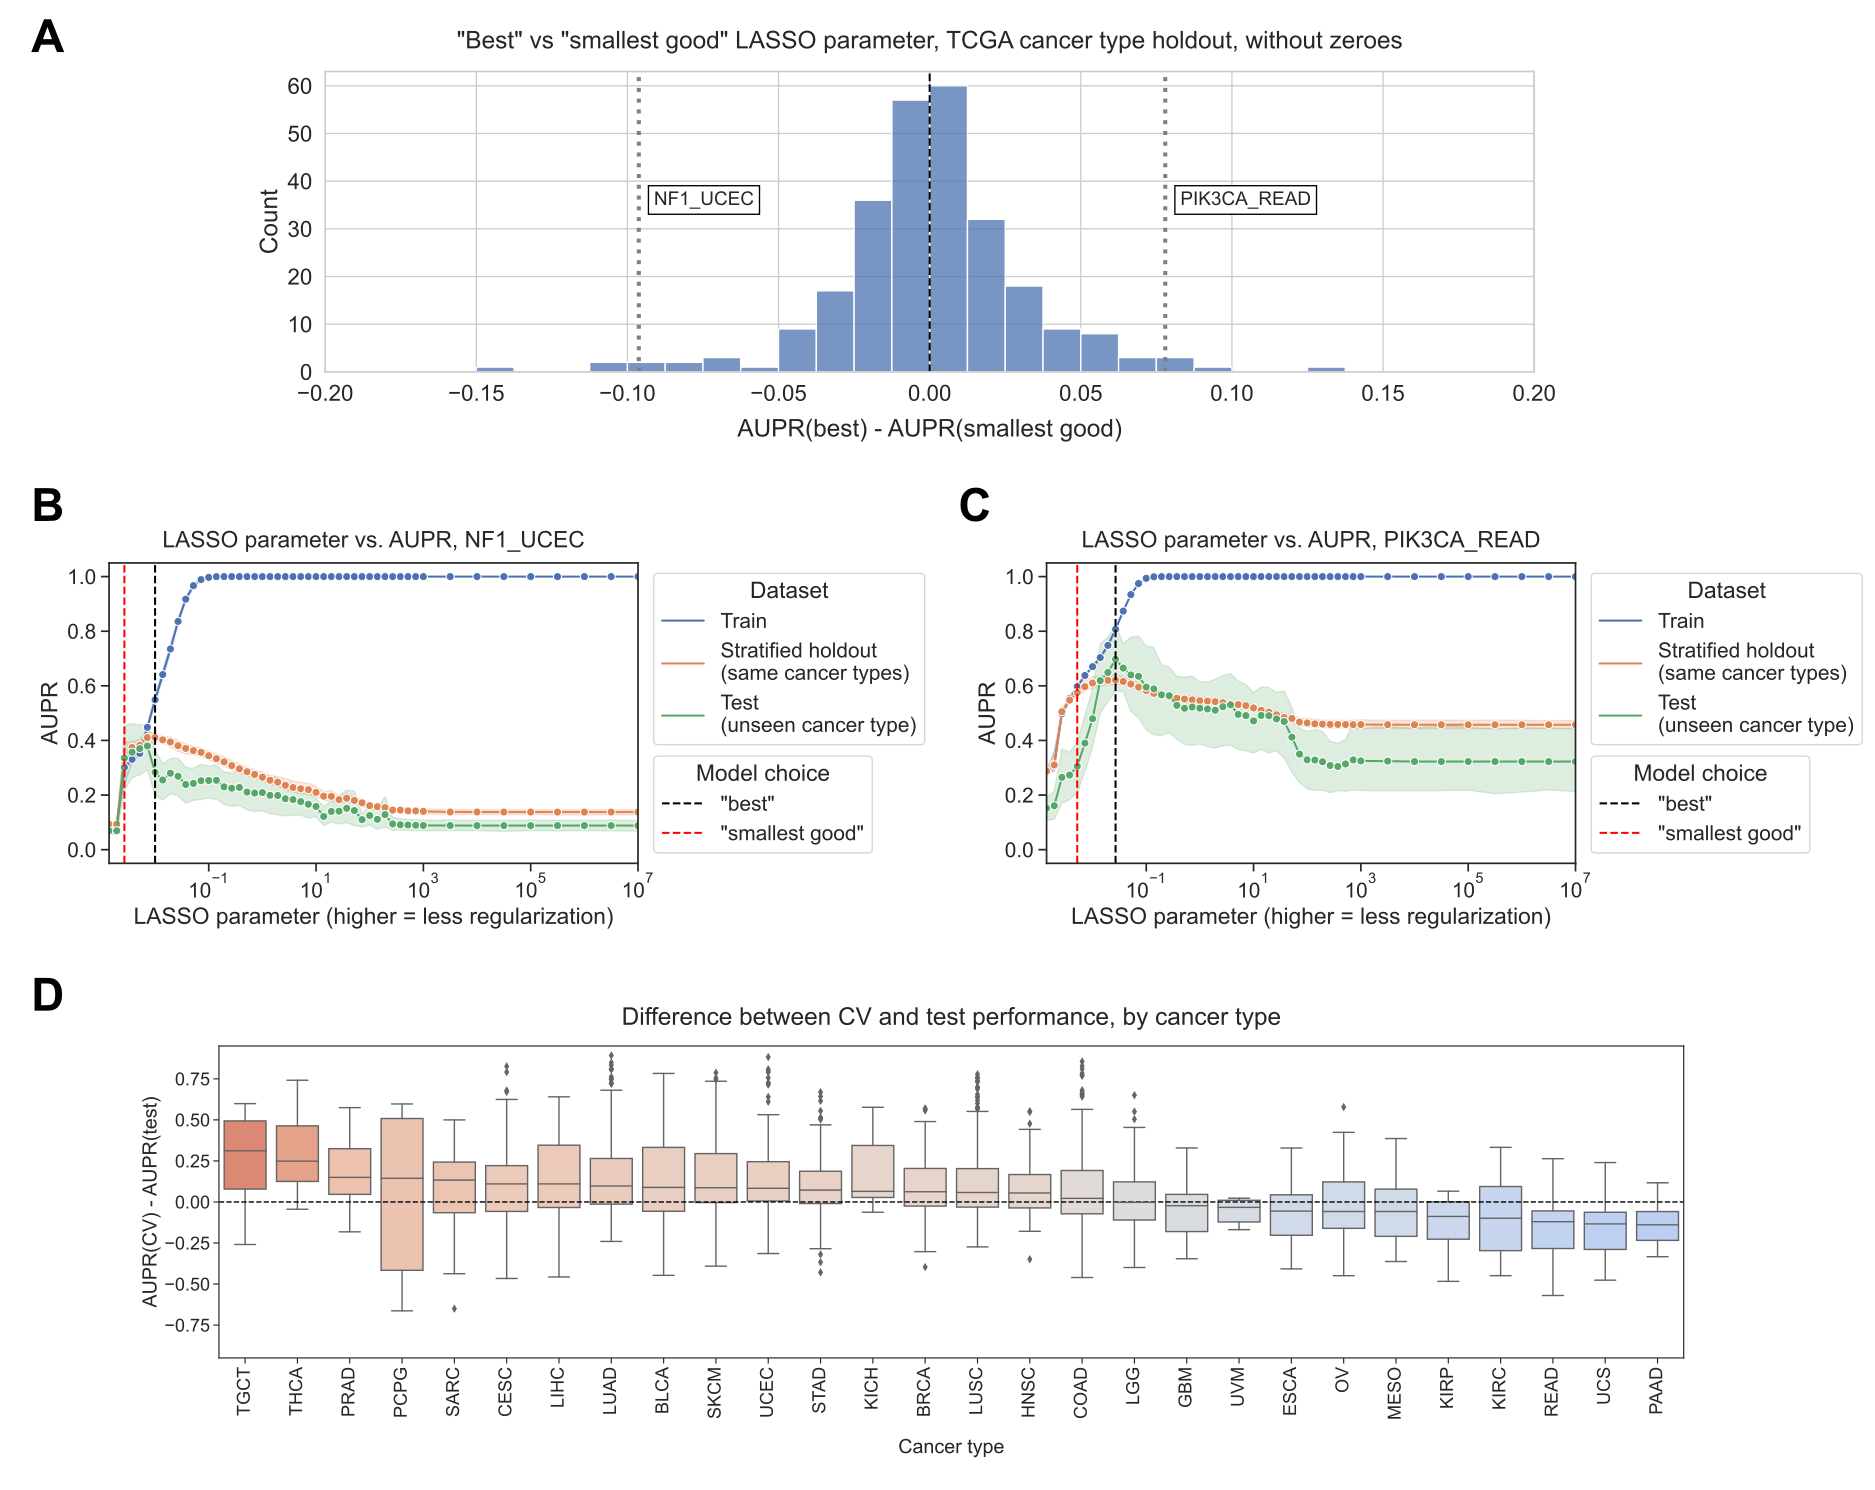 A
"Best" vs "smallest good" LASSO parameter, TCGA cancer type holdout, without zeroes
60
50
40
30
20
10
0
Count
NF1_UCEC
PIK3CA_READ
−0.20
−0.15
−0.10
−0.05
0.00
0.05
0.10
0.15
0.20
AUPR(best) - AUPR(smallest good)
B
LASSO parameter vs. AUPR, NF1_UCEC
1.0
0.8
0.6
0.4
0.2
0.0
AUPR
10^−1
10^1
10^3
10^5
10^7
LASSO parameter (higher = less regularization)
Dataset
Train
Stratified holdout
(same cancer types)
Test
(unseen cancer type)
Model choice
"best"
"smallest good"
C
LASSO parameter vs. AUPR, PIK3CA_READ
1.0
0.8
0.6
0.4
0.2
0.0
AUPR
10^−1
10^1
10^3
10^5
10^7
LASSO parameter (higher = less regularization)
Dataset
Train
Stratified holdout
(same cancer types)
Test
(unseen cancer type)
Model choice
"best"
"smallest good"
D
Difference between CV and test performance, by cancer type
0.75
0.50
0.25
0.00
−0.25
−0.50
−0.75
AUPR(CV) - AUPR(test)
TGCT
THCA
PRAD
PCPG
SARC
CESC
LIHC
LUAD
BLCA
SKCM
UCEC
STAD
KICH
BRCA
LUSC
HNSC
COAD
LGG
GBM
UVM
ESCA
OV
MESO
KIRP
KIRC
READ
UCS
PAAD
Cancer type